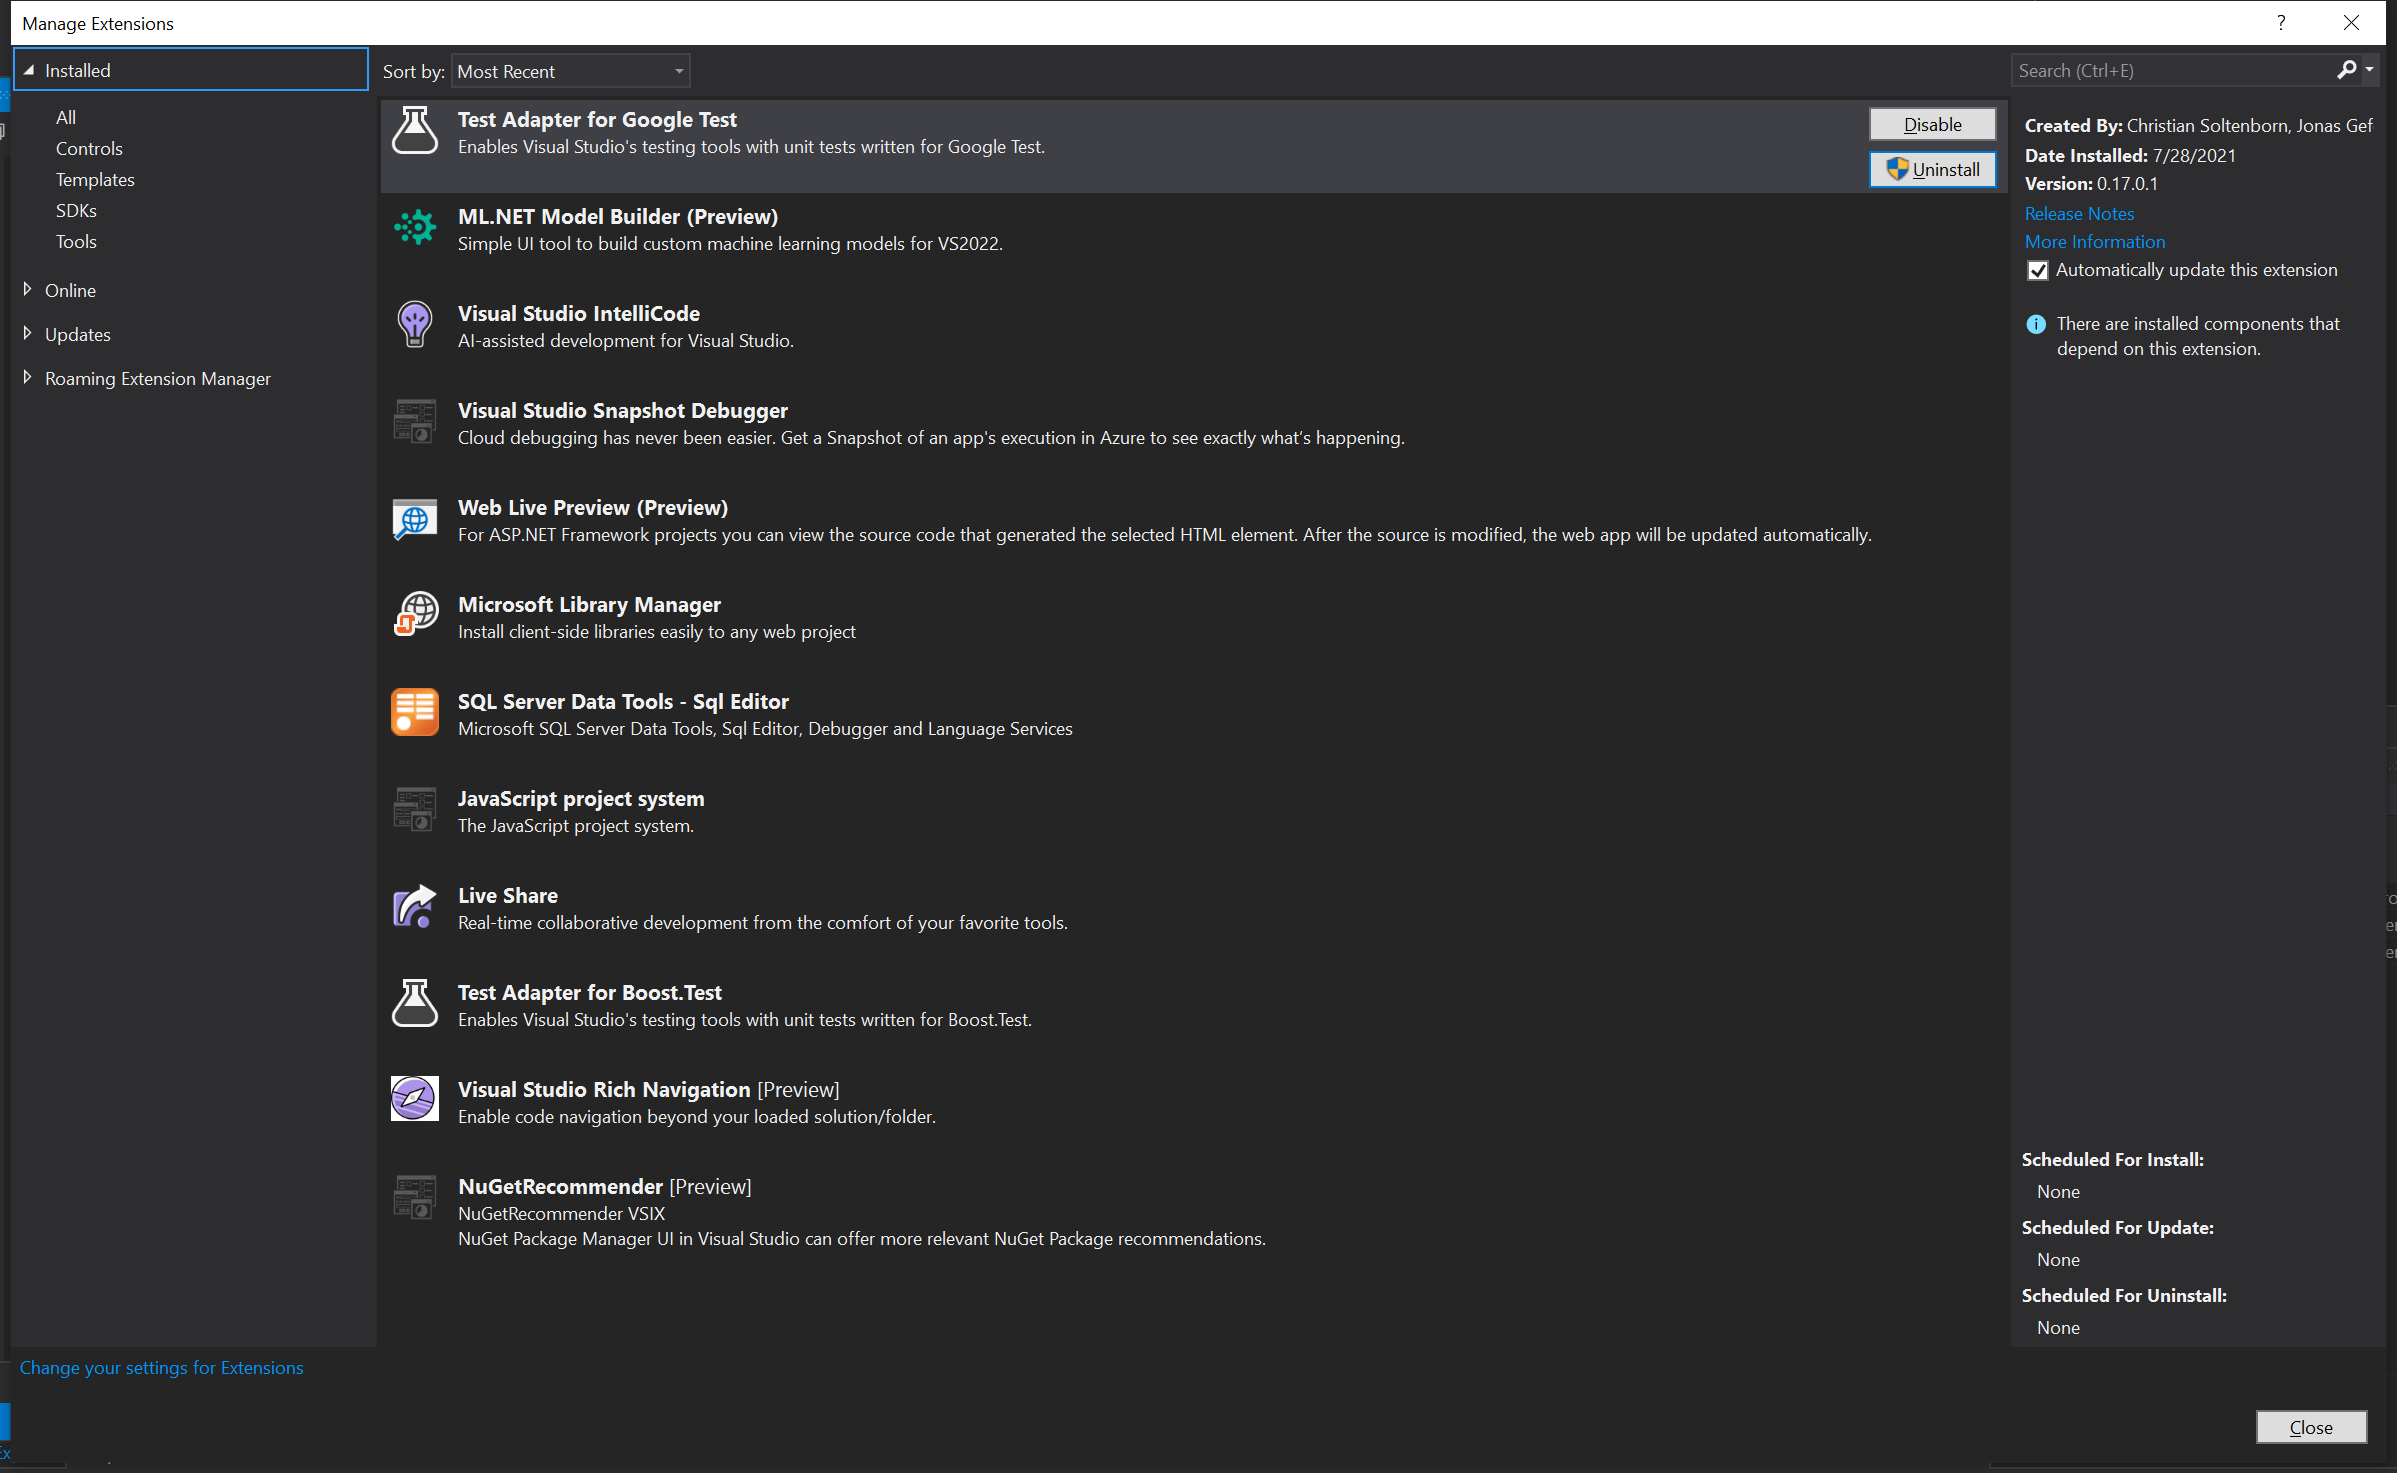 Manage Extensions
?
Installed
All
Controls
Templates
SDKs
Tools
Online
Updates
Roaming Extension Manager
Change your settings for Extensions
Sort by: Most Recent
Test Adapter for Google Test
Enables Visual Studio's testing tools with unit tests written for Google Test.
Disable
Uninstall
ML.NET Model Builder (Preview)
Simple UI tool to build custom machine learning models for VS2022.
Visual Studio IntelliCode
AI-assisted development for Visual Studio.
Visual Studio Snapshot Debugger
Cloud debugging has never been easier. Get a Snapshot of an app's execution in Azure to see exactly what's happening.
Web Live Preview (Preview)
For ASP.NET Framework projects you can view the source code that generated the selected HTML element. After the source is modified, the web app will be updated automatically.
Microsoft Library Manager
Install client-side libraries easily to any web project
SQL Server Data Tools - Sql Editor
Microsoft SQL Server Data Tools, Sql Editor, Debugger and Language Services
JavaScript project system
The JavaScript project system.
Live Share
Real-time collaborative development from the comfort of your favorite tools.
Test Adapter for Boost.Test
Enables Visual Studio's testing tools with unit tests written for Boost.Test.
Visual Studio Rich Navigation [Preview]
Enable code navigation beyond your loaded solution/folder.
NuGetRecommender [Preview]
NuGetRecommender VSIX
NuGet Package Manager UI in Visual Studio can offer more relevant NuGet Package recommendations.
Search (Ctrl+E)
Created By: Christian Soltenborn, Jonas Gef
Date Installed: 7/28/2021
Version: 0.17.0.1
Release Notes
More Information
Automatically update this extension
There are installed components that
depend on this extension.
Scheduled For Install:
None
Scheduled For Update:
None
Scheduled For Uninstall:
None
Close